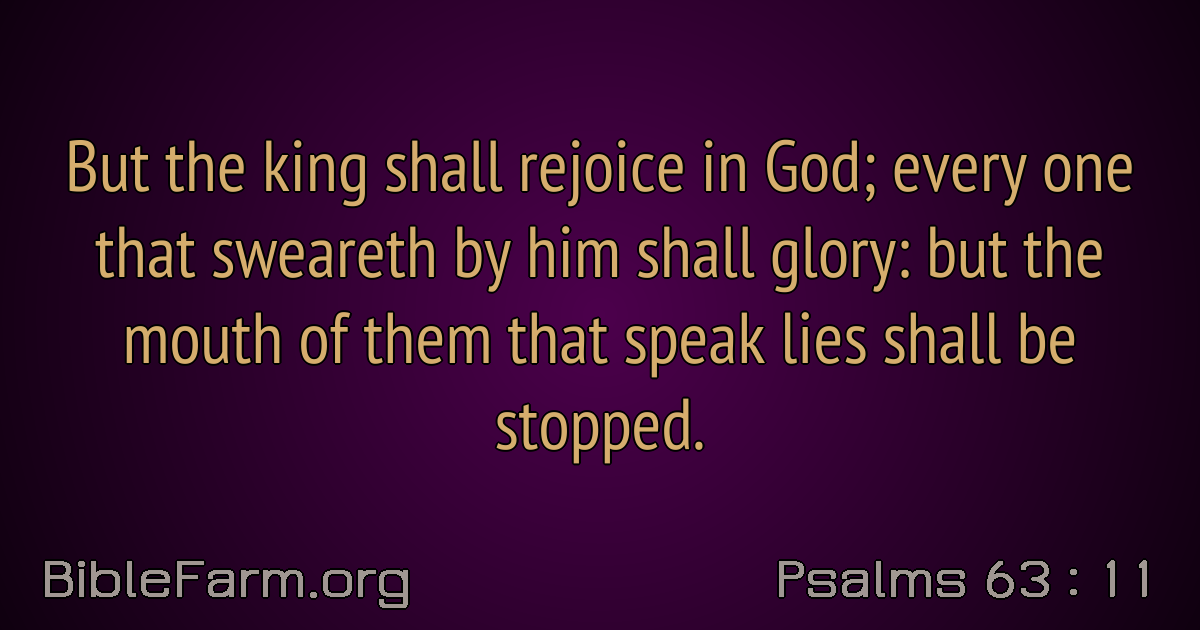 But the king shall rejoice in God; every one
that sweareth by him shall glory: but the
mouth of them that speak lies shall be
stopped.
BibleFarm.org
Psalms 63 : 11